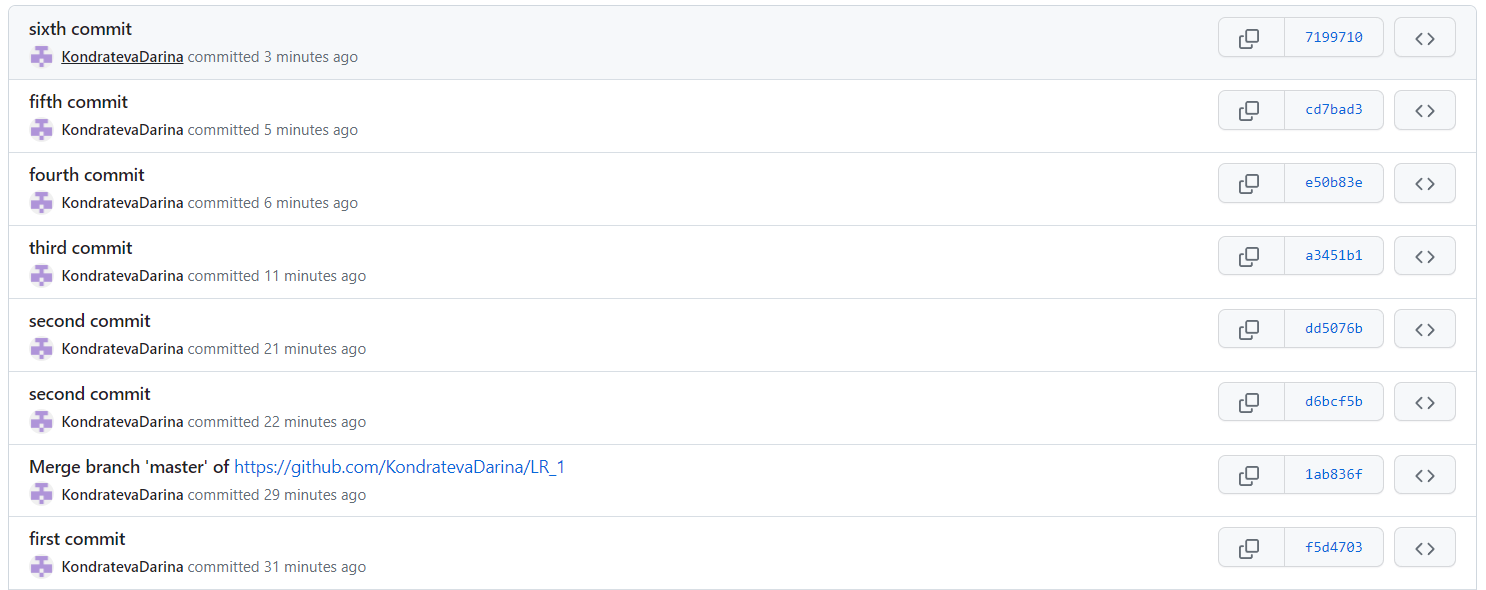 sixth commit
7199710
KondratevaDarina committed 3 minutes ago
fifth commit
cd7bad3
KondratevaDarina committed 5 minutes ago
fourth commit
e50b83e
KondratevaDarina committed 6 minutes ago
third commit
a3451b1
KondratevaDarina committed 11 minutes ago
second commit
dd5076b
KondratevaDarina committed 21 minutes ago
second commit
d6bcf5b
KondratevaDarina committed 22 minutes ago
Merge branch 'master' of https://github.com/KondratevaDarina/LR_1
1ab836f
KondratevaDarina committed 29 minutes ago
first commit
f5d4703
KondratevaDarina committed 31 minutes ago